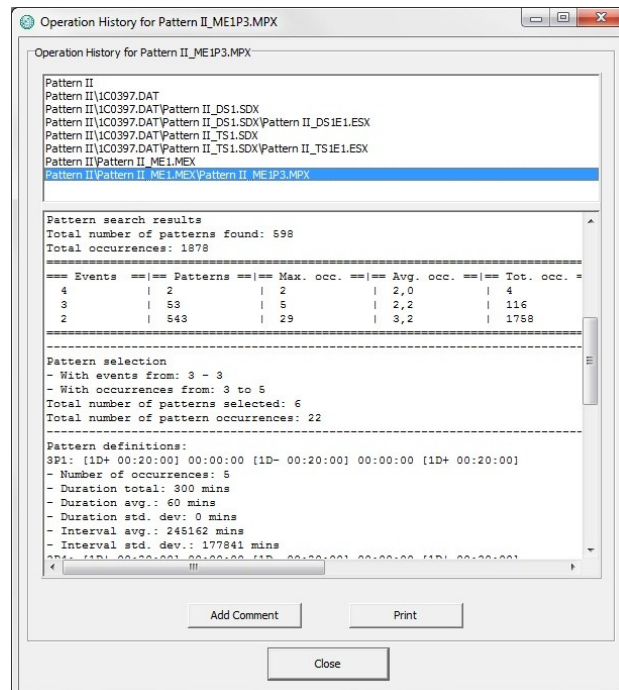 Operation History for Pattern II_ME1P3.MPX
Operation History for Pattern II_ME1P3.MPX
Pattern II
Pattern II\1C0397.DAT
Pattern II\1C0397.DAT\Pattern II_DS1.SDX
Pattern II\1C0397.DAT\Pattern II_DS1.SDX\Pattern II_DS1E1.ESX
Pattern II\1C0397.DAT\Pattern II_TS1.SDX
Pattern II\1C0397.DAT\Pattern II_TS1.SDX\Pattern II_TS1E1.ESX
Pattern II\Pattern II_ME1.MEX
Pattern II\Pattern II_ME1.MEX\Pattern II_ME1P3.MPX
Pattern search results
Total number of patterns found: 598
Total occurrences: 1878
=== Events ==|== Patterns ==|== Max. occ. ==|== Avg. occ. ==|== Tot. occ. =
4 | 2 | 2 | 2,0 | 4
3 | 53 | 5 | 2,2 | 116
2 | 543 | 29 | 3,2 | 1758
Pattern selection
- With events from: 3 - 3
- With occurrences from: 3 to 5
Total number of patterns selected: 6
Total number of pattern occurrences: 22
Pattern definitions:
3P1: [1D+ 00:20:00] 00:00:00 [1D- 00:20:00] 00:00:00 [1D+ 00:20:00]
- Number of occurrences: 5
- Duration total: 300 mins
- Duration avg.: 60 mins
- Duration std. dev: 0 mins
- Interval avg.: 245162 mins
- Interval std. dev.: 177841 mins
Add Comment
Print
Close